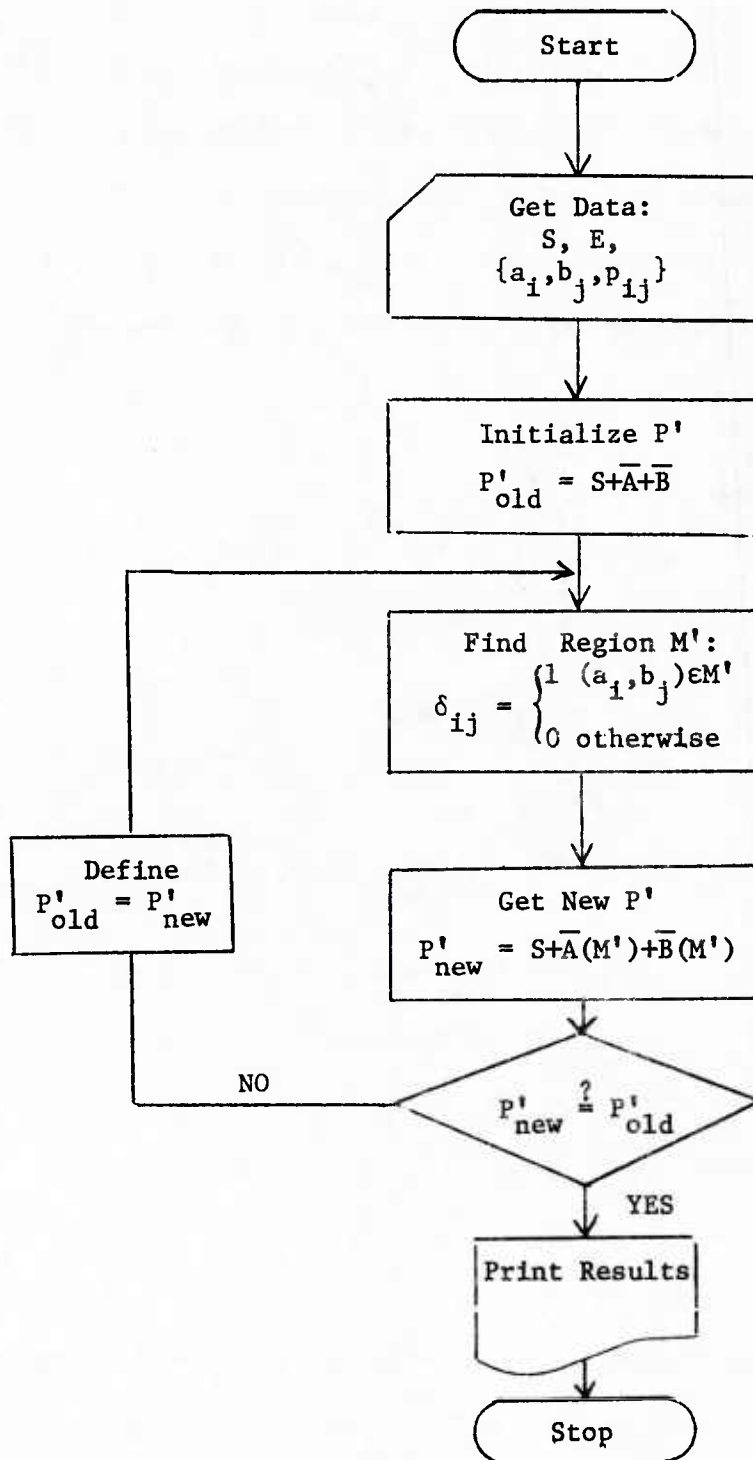 Start
Get Data:
S, E,
{a_i,b_j,p_ij}
Initialize P'
P'_old = S+A̅+B̅
Find Region M':
δ_ij = {1 (a_i,b_j)εM'
0 otherwise
Define
P'_old = P'_new
Get New P'
P'_new = S+A̅(M')+B̅(M')
NO
P'_new ≟ P'_old
YES
Print Results
Stop